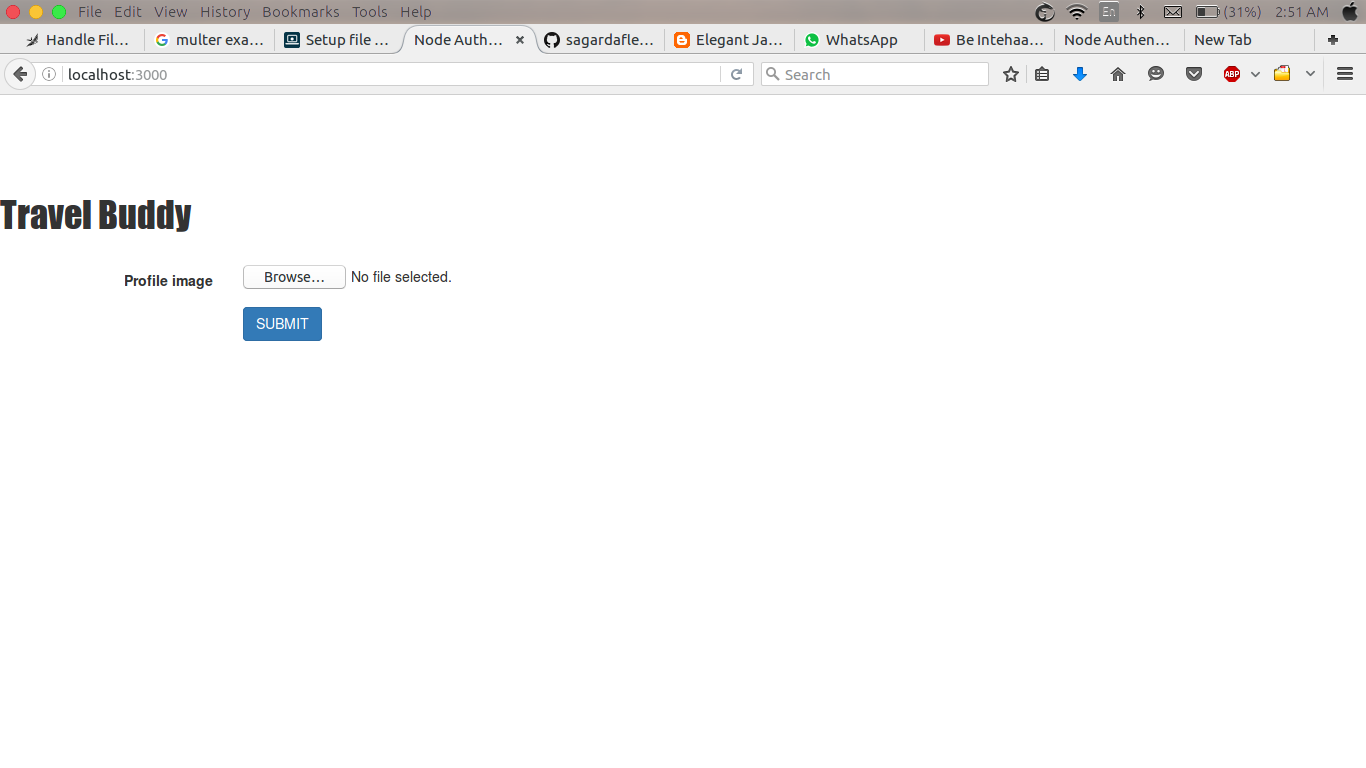 File Edit View History Bookmarks Tools Help En (31%) 2:51 AM
Handle Fil... multer exa... Setup file ... Node Auth... sagardafle... Elegant Ja... WhatsApp Be Intehaa... Node Authen... New Tab
localhost:3000 Search ABP
Travel Buddy
Profile image Browse... No file selected.
SUBMIT